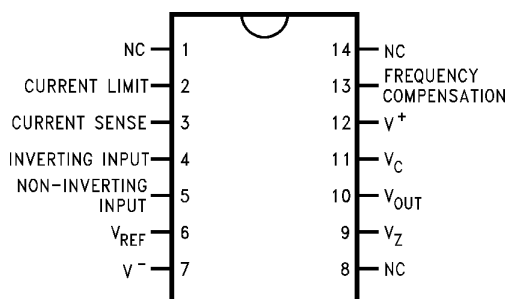 NC 1 14 NC
CURRENT LIMIT 2 13 FREQUENCY
COMPENSATION
CURRENT SENSE 3 12 V+
INVERTING INPUT 4 11 VC
NON-INVERTING
INPUT 5 10 VOUT
VREF 6 9 VZ
V- 7 8 NC